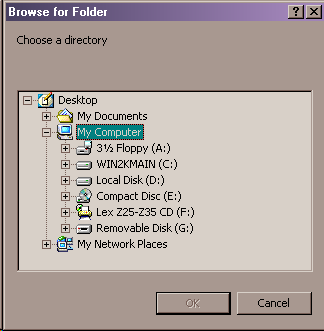 Browse for Folder
Choose a directory
Desktop
My Documents
My Computer
3½ Floppy (A:)
WIN2KMAIN (C:)
Local Disk (D:)
Compact Disc (E:)
Lex Z25-Z35 CD (F:)
Removable Disk (G:)
My Network Places
OK
Cancel